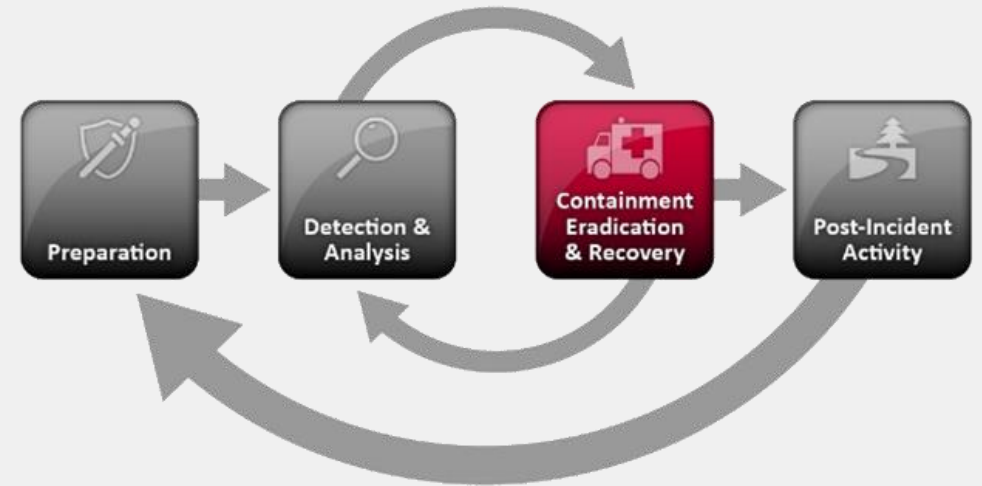 Preparation
Detection &
Analysis
Containment
Eradication
& Recovery
Post-Incident
Activity